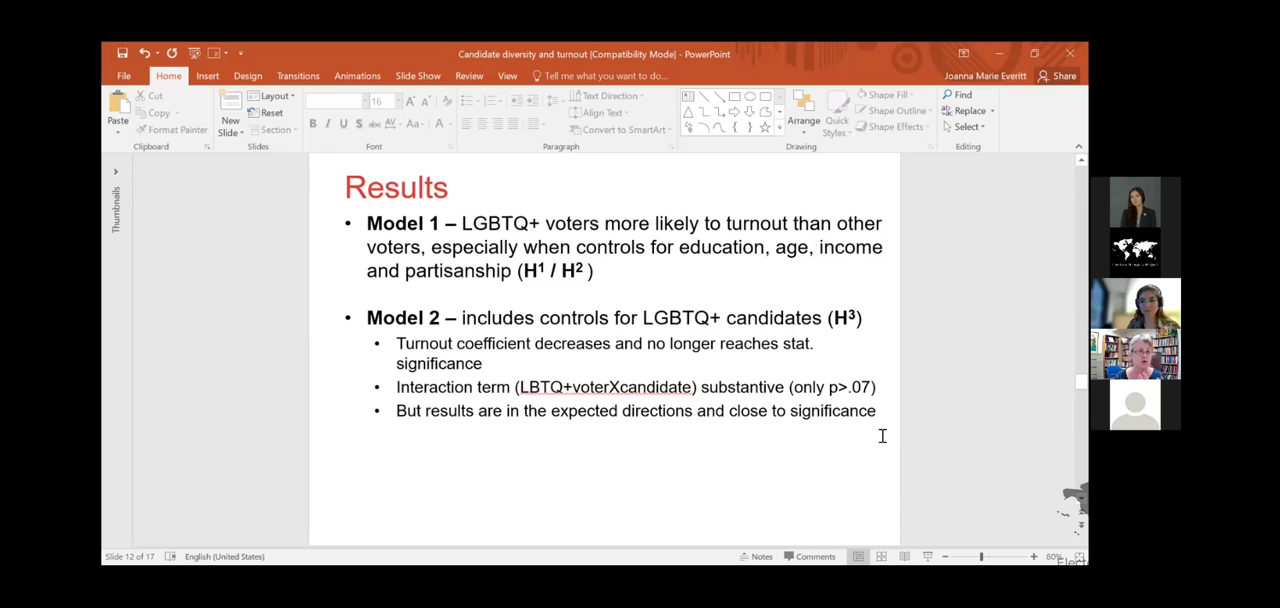 Candidate diversity and turnout [Compatibility Mode] - PowerPoint
File Home Insert Design Transitions Animations Slide Show Review View Tell me what you want to do... Joanna Marie Everitt Share
Paste Cut Copy Format Painter
Clipboard
New Slide Layout Reset Section
Slides
16
B I U S abc AV Aa A
Font
Text Direction
Align Text
Convert to SmartArt
Paragraph
Arrange Quick Styles Shape Fill Shape Outline Shape Effects
Drawing
Find
Replace
Select
Editing
Thumbnails
Results
• Model 1 – LGBTQ+ voters more likely to turnout than other
voters, especially when controls for education, age, income
and partisanship (H¹ / H² )
• Model 2 – includes controls for LGBTQ+ candidates (H³)
• Turnout coefficient decreases and no longer reaches stat.
significance
• Interaction term (LBTQ+voterXcandidate) substantive (only p>.07)
• But results are in the expected directions and close to significance
Slide 12 of 17 English (United States) Notes Comments 80%